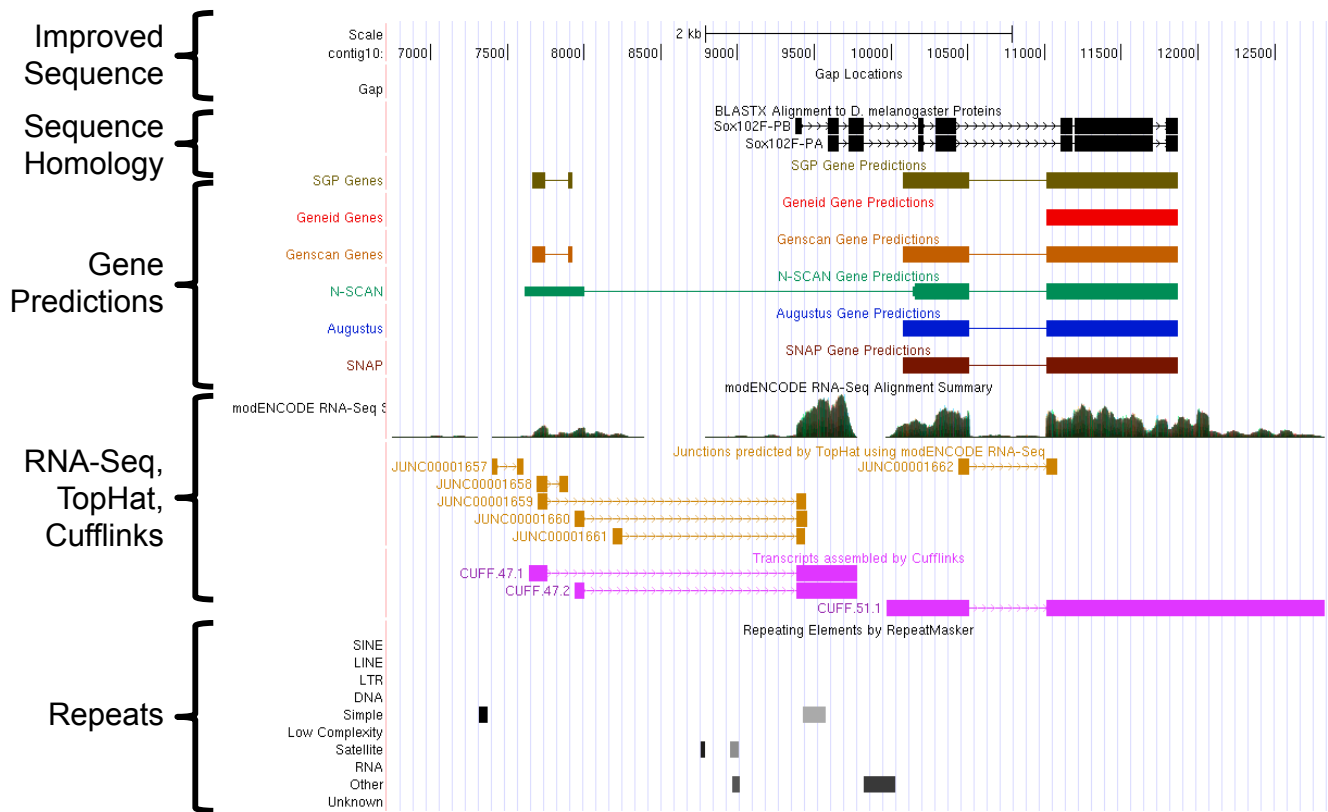 Improved
Sequence
Scale
2 kb
contig10:
7000
7500
8000
8500
9000
9500
10000
10500
11000
11500
12000
12500
Gap Locations
Gap
Sequence
Homology
BLASTX Alignment to D. melanogaster Proteins
Sox102F-PB
Sox102F-PA
Gene
Predictions
SGP Gene Predictions
SGP Genes
Geneid Gene Predictions
Geneid Genes
Genscan Gene Predictions
Genscan Genes
N-SCAN Gene Predictions
N-SCAN
Augustus Gene Predictions
Augustus
SNAP Gene Predictions
SNAP
RNA-Seq,
TopHat,
Cufflinks
modENCODE RNA-Seq Alignment Summary
modENCODE RNA-Seq S
Junctions predicted by TopHat using modENCODE RNA-Seq
JUNC00001657
JUNC00001662
JUNC00001658
JUNC00001659
JUNC00001660
JUNC00001661
Transcripts assembled by Cufflinks
CUFF.47.1
CUFF.47.2
CUFF.51.1
Repeats
Repeating Elements by RepeatMasker
SINE
LINE
LTR
DNA
Simple
Low Complexity
Satellite
RNA
Other
Unknown